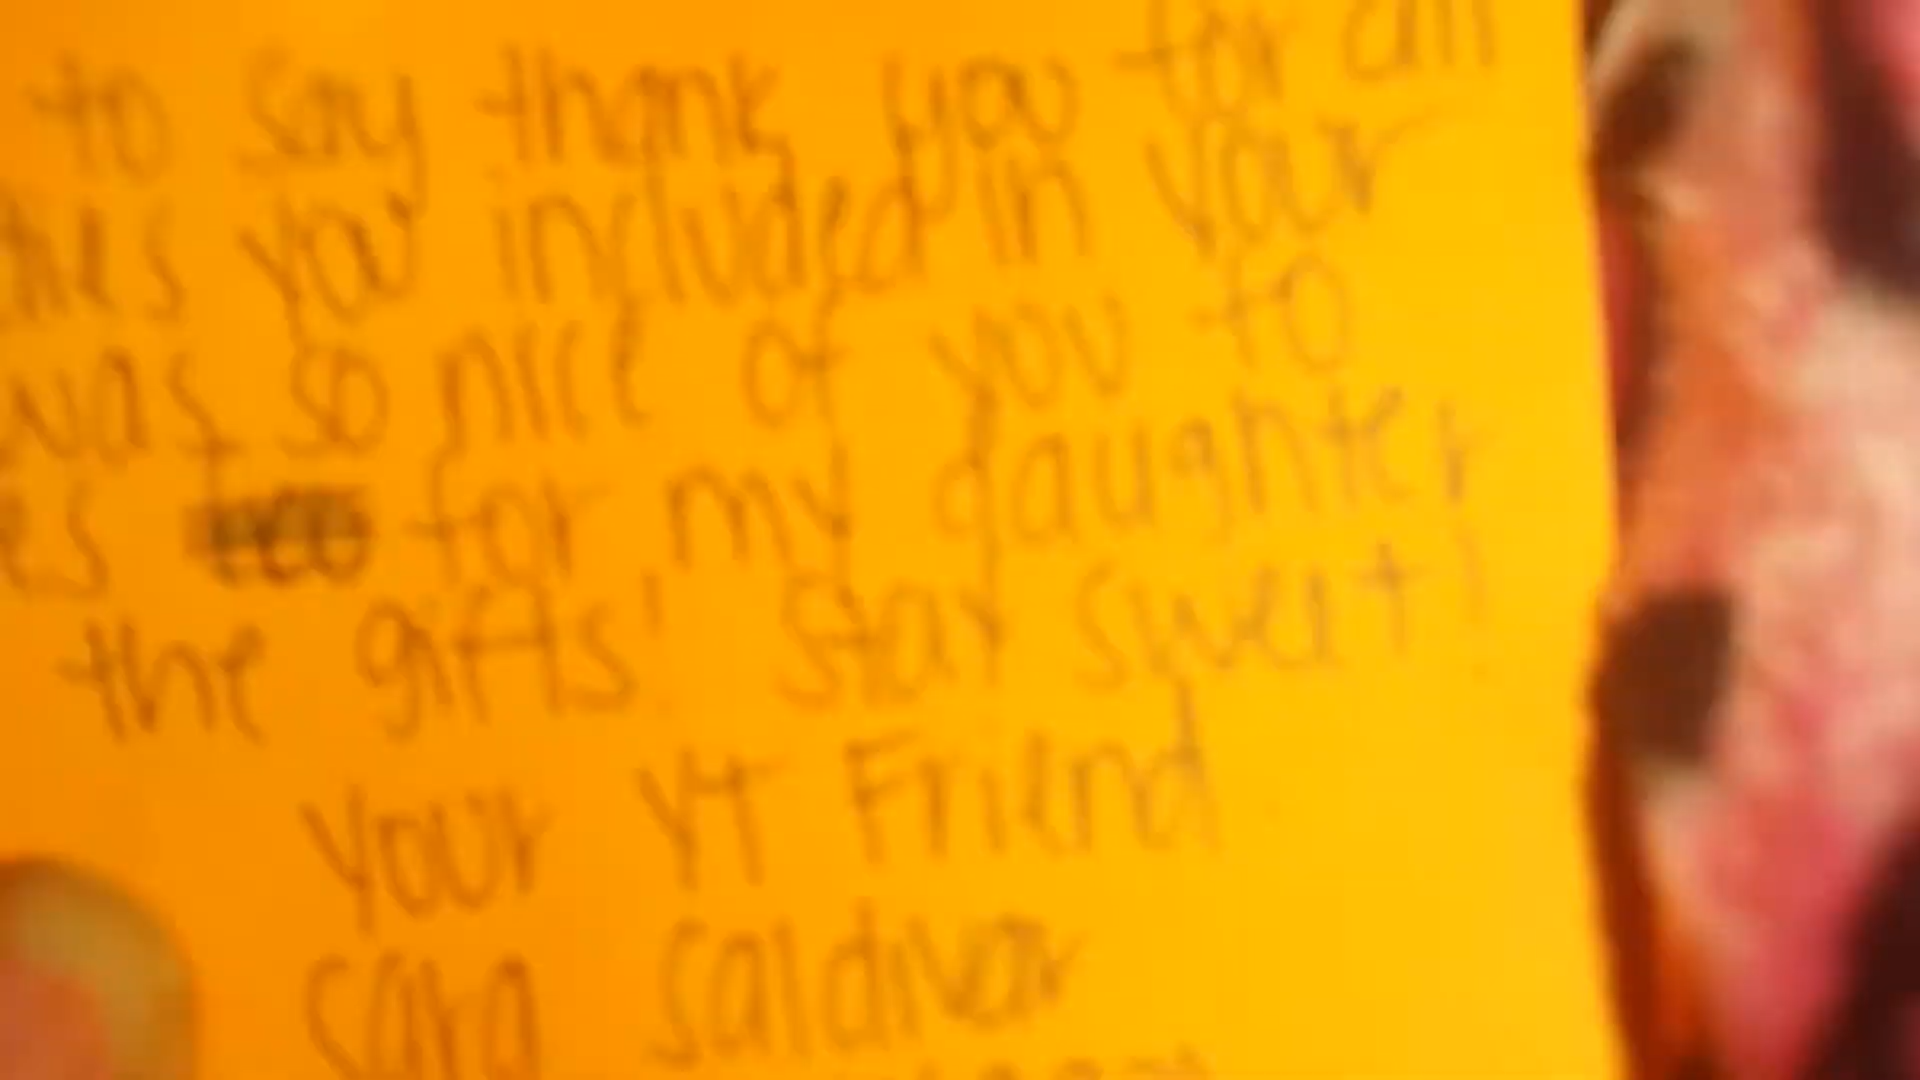 to say thank you for all
you included in your
was so nice of you to
for my daughter
the gifts! Stay sweet!
Your YT Friend
Sara Saldivar